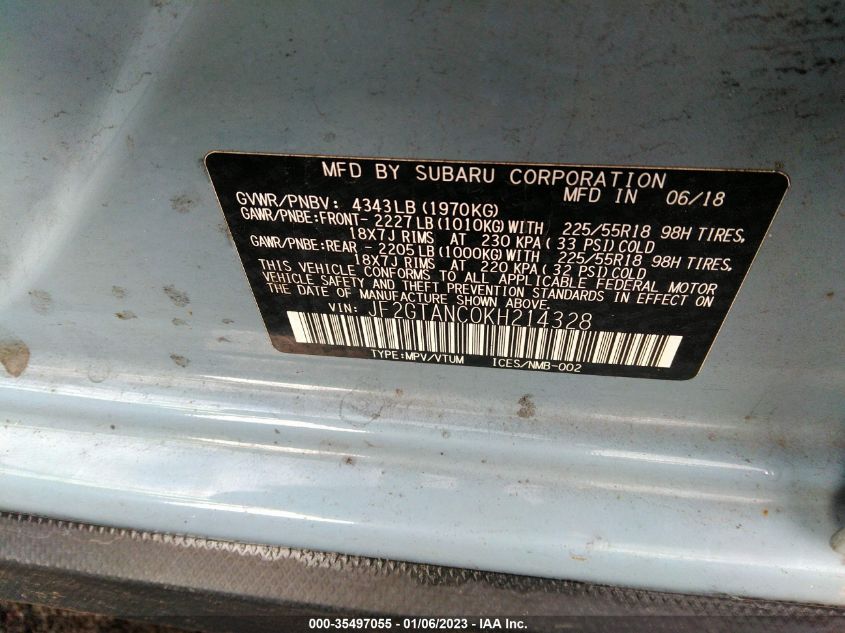 MFD BY SUBARU CORPORATION
GVWR/PNBV: 4343LB(1970KG) MFD IN 06/18
GAWR/PNBE:FRONT- 2227LB(1010KG)WITH 225/55R18 98H TIRES,
18X7J RIMS AT 230 KPA( 33 PSI)COLD
GAWR/PNBE:REAR - 2205LB(1000KG)WITH 225/55R18 98H TIRES,
18X7J RIMS AT 220 KPA( 32 PSI)COLD
THIS VEHICLE CONFORMS TO ALL APPLICABLE FEDERAL MOTOR
VEHICLE SAFETY AND THEFT PREVENTION STANDARDS IN EFFECT ON
THE DATE OF MANUFACTURE SHOWN ABOVE.
VIN: JF2GTANC0KH214328
TYPE:MPV/VTUM ICES/NMB-002
000-35497055 - 01/06/2023 - IAA Inc.